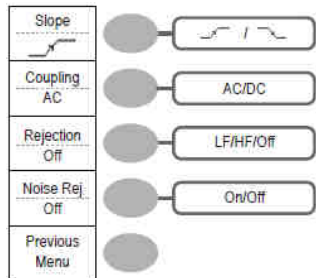 Slope
/
Coupling
AC
AC/DC
Rejection
Off
LF/HF/Off
Noise Rej
Off
On/Off
Previous
Menu